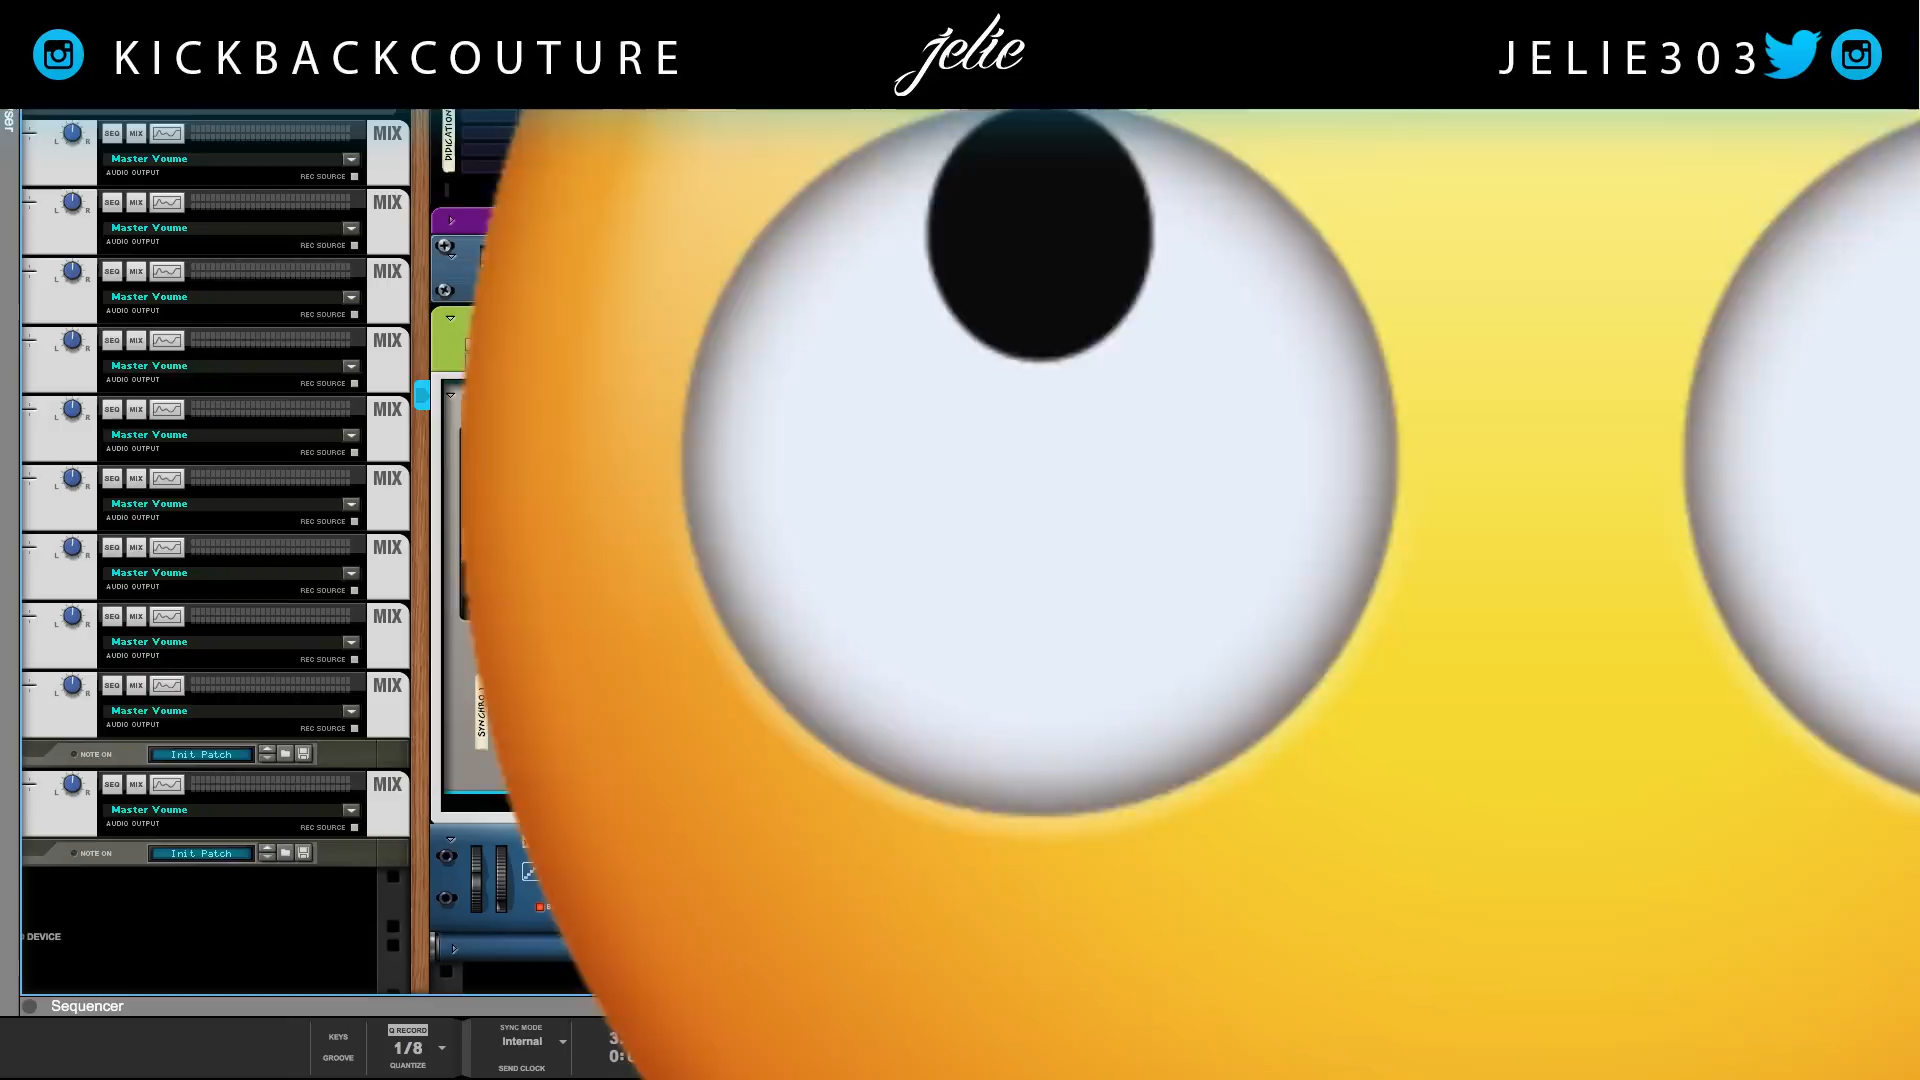 KICKBACKCOUTURE
jelie
JELIE303
ser
L R SEQ MIX MIX
Master Voume
AUDIO OUTPUT
REC SOURCE
L R SEQ MIX MIX
Master Voume
AUDIO OUTPUT
REC SOURCE
L R SEQ MIX MIX
Master Voume
AUDIO OUTPUT
REC SOURCE
L R SEQ MIX MIX
Master Voume
AUDIO OUTPUT
REC SOURCE
L R SEQ MIX MIX
Master Voume
AUDIO OUTPUT
REC SOURCE
L R SEQ MIX MIX
Master Voume
AUDIO OUTPUT
REC SOURCE
L R SEQ MIX MIX
Master Voume
AUDIO OUTPUT
REC SOURCE
L R SEQ MIX MIX
Master Voume
AUDIO OUTPUT
REC SOURCE
L R SEQ MIX MIX
Master Voume
AUDIO OUTPUT
REC SOURCE
NOTE ON Init Patch
L R SEQ MIX MIX
Master Voume
AUDIO OUTPUT
REC SOURCE
NOTE ON Init Patch
DEVICE
DIDICATION
SYNCHRO
Sequencer
KEYS
GROOVE
Q RECORD
1/8
QUANTIZE
SYNC MODE
Internal
SEND CLOCK